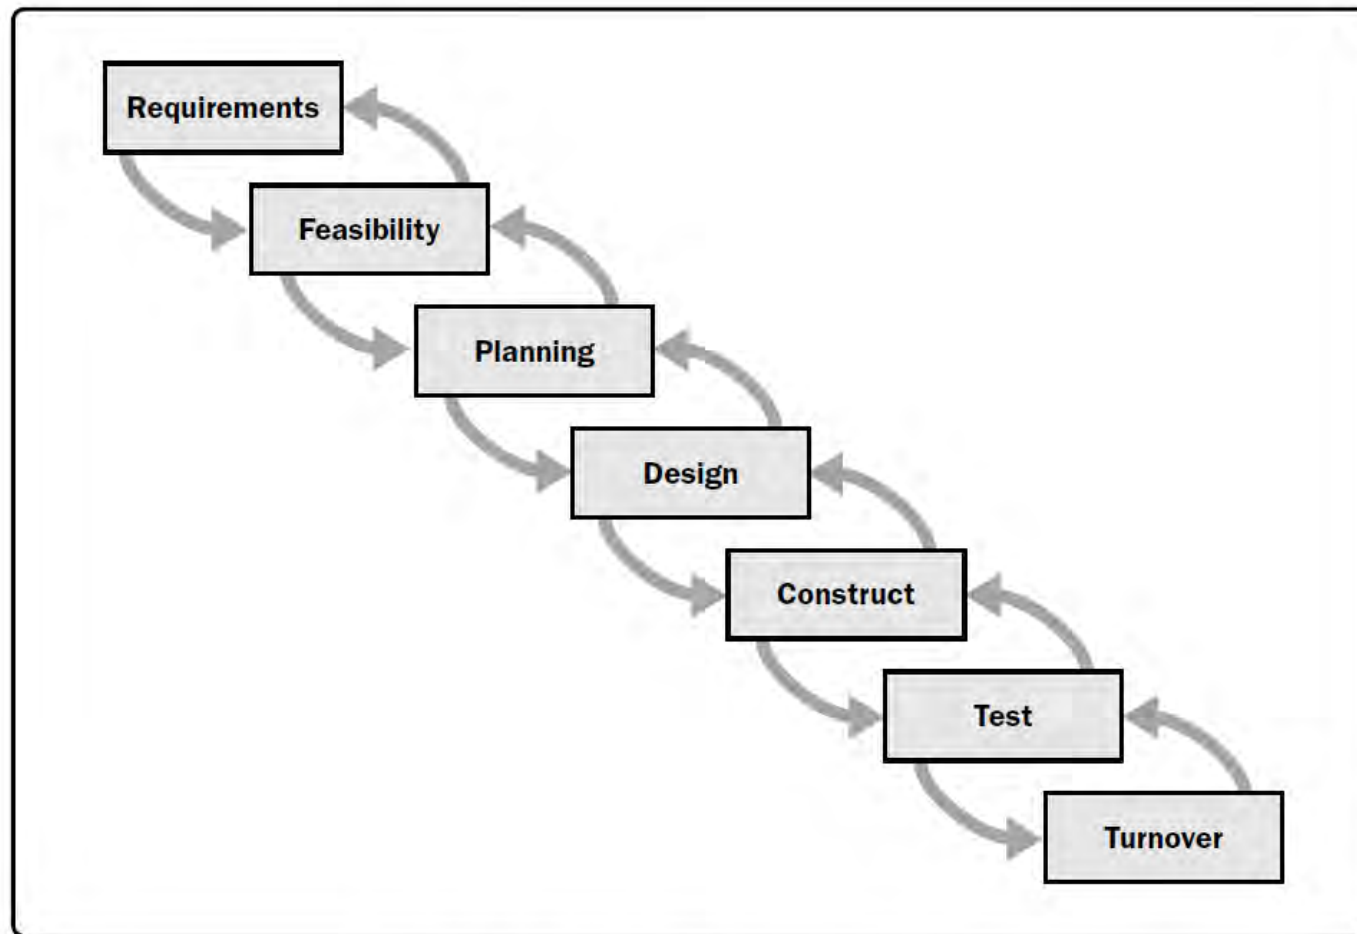 Requirements
Feasibility
Planning
Design
Construct
Test
Turnover